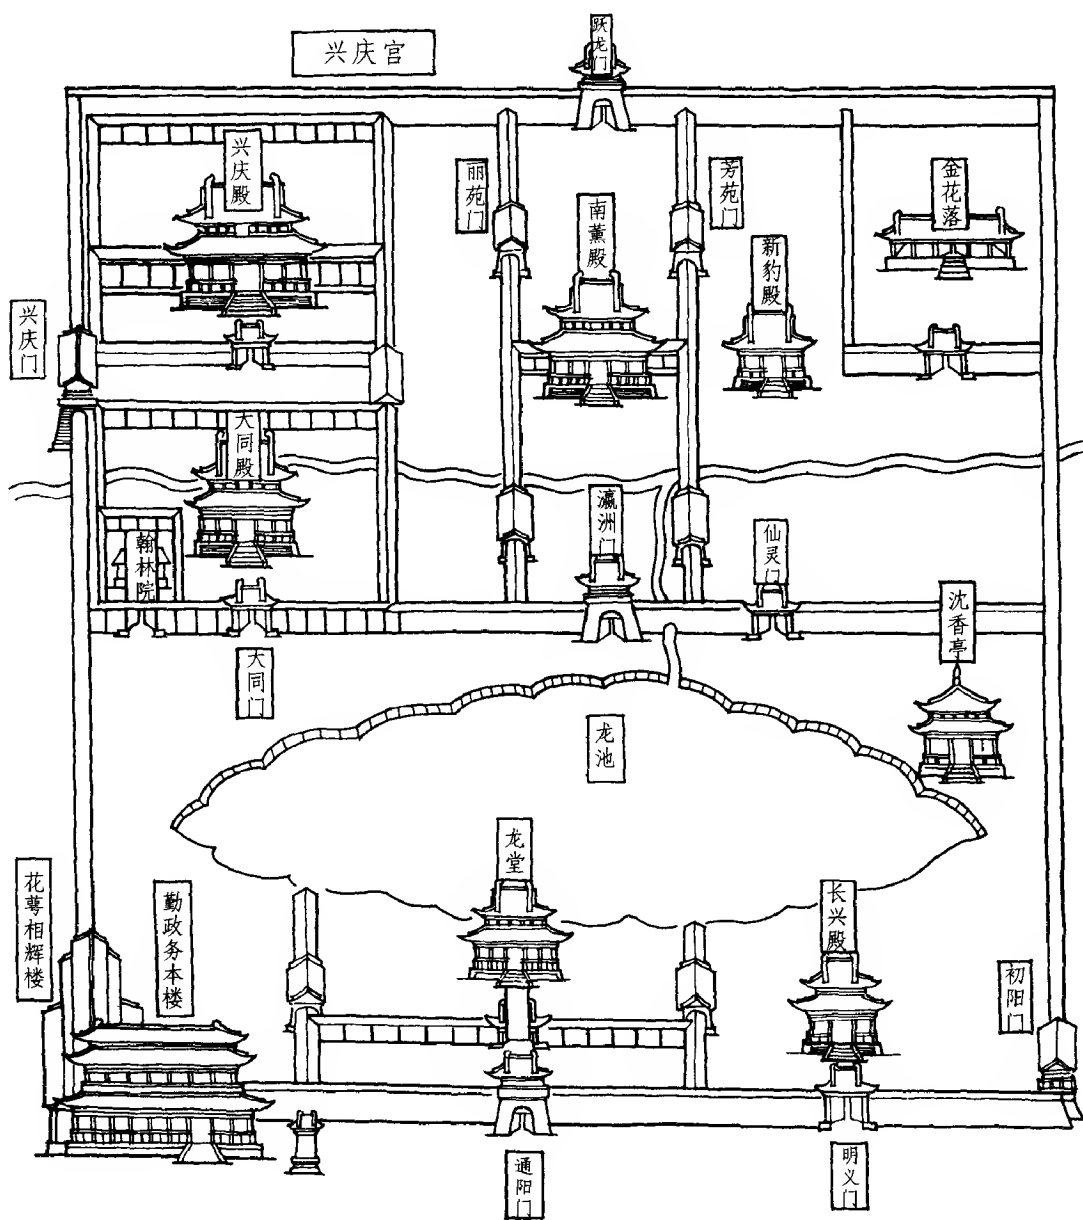 兴庆宫
跃龙门
兴庆殿
丽苑门
芳苑门
金花落
南薰殿
新豹殿
兴庆门
大同殿
瀛洲门
仙灵门
翰林院
沈香亭
大同门
龙池
龙堂
花萼相辉楼
勤政务本楼
长兴殿
初阳门
通阳门
明义门